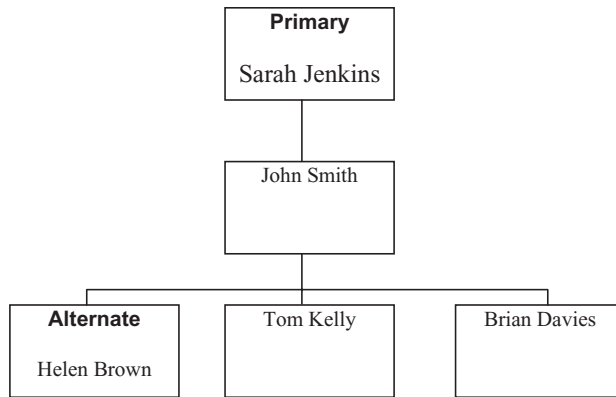 Primary
Sarah Jenkins
John Smith
Alternate
Helen Brown
Tom Kelly
Brian Davies